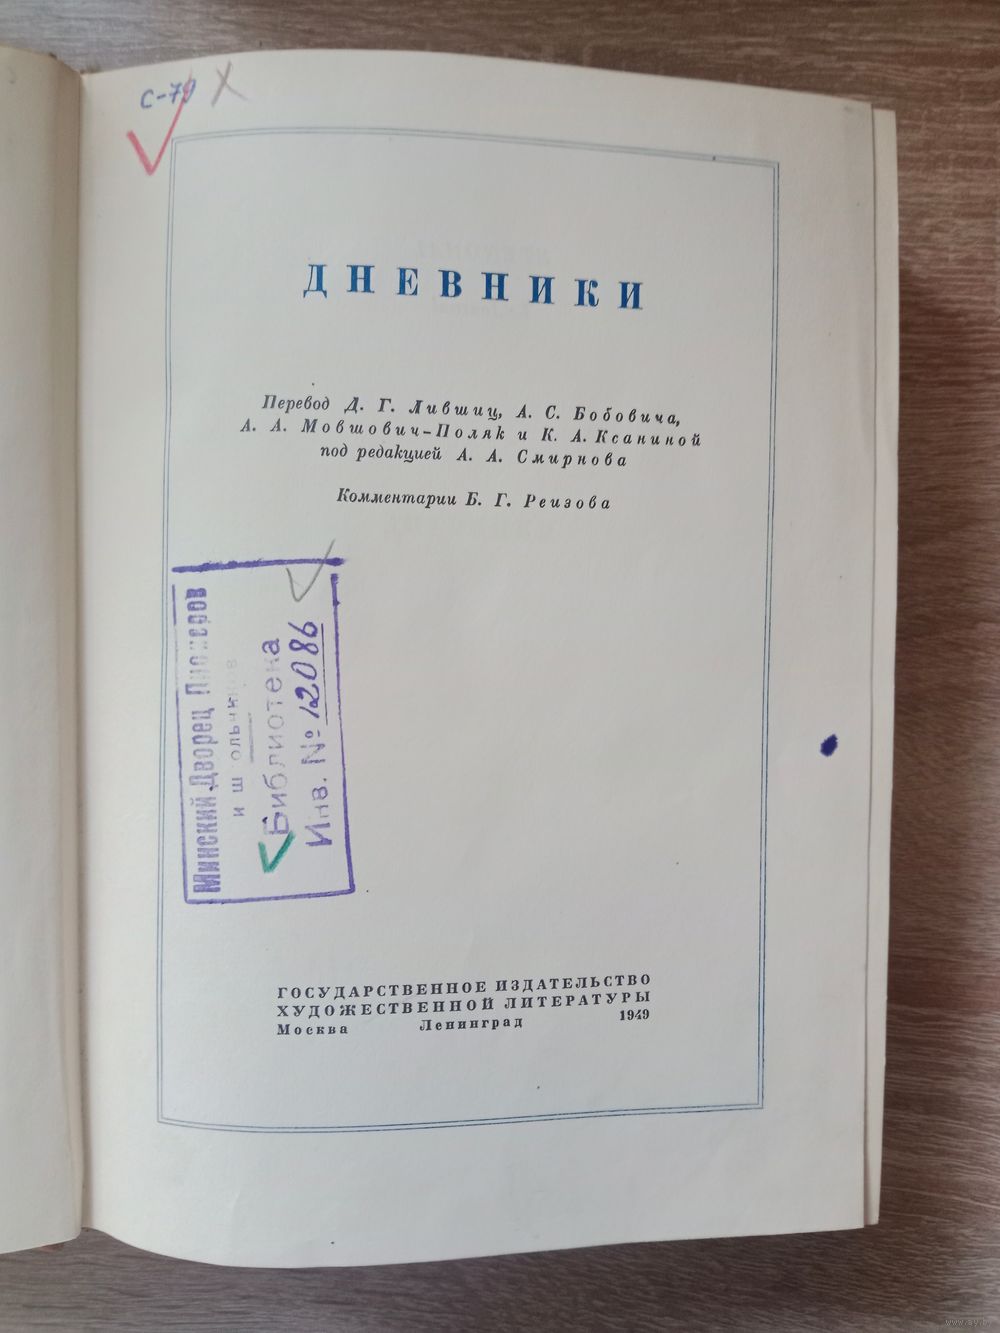 С-79
ДНЕВНИКИ
Перевод Д. Г. Лившиц, А. С. Бобовича,
А. А. Мовшович-Поляк и К. А. Ксаниной
под редакцией А. А. Смирнова
Комментарии Б. Г. Реизова
Минский Дворец Пионеров
и школьников
Библиотека
Инв. № 12086
ГОСУДАРСТВЕННОЕ ИЗДАТЕЛЬСТВО
ХУДОЖЕСТВЕННОЙ ЛИТЕРАТУРЫ
Москва Ленинград 1949